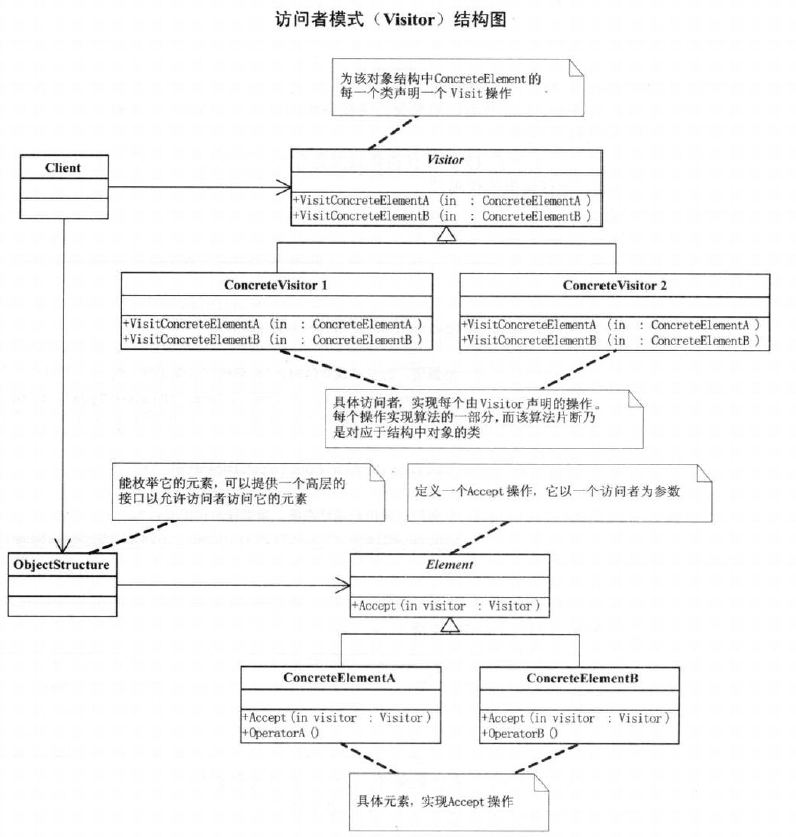 访问者模式（Visitor）结构图
为该对象结构中ConcreteElement的
每一个类声明一个 Visit 操作
Client
Visitor
+VisitConcreteElementA (in : ConcreteElementA)
+VisitConcreteElementB (in : ConcreteElementB)
ConcreteVisitor 1
+VisitConcreteElementA (in : ConcreteElementA)
+VisitConcreteElementB (in : ConcreteElementB)
ConcreteVisitor 2
+VisitConcreteElementA (in : ConcreteElementA)
+VisitConcreteElementB (in : ConcreteElementB)
具体访问者，实现每个由Visitor声明的操作。
每个操作实现算法的一部分，而该算法片断乃
是对应于结构中对象的类
能枚举它的元素，可以提供一个高层的
接口以允许访问者访问它的元素
定义一个Accept操作，它以一个访问者为参数
ObjectStructure
Element
+Accept(in visitor : Visitor)
ConcreteElementA
+Accept(in visitor : Visitor)
+OperatorA()
ConcreteElementB
+Accept(in visitor : Visitor)
+OperatorB()
具体元素，实现Accept操作